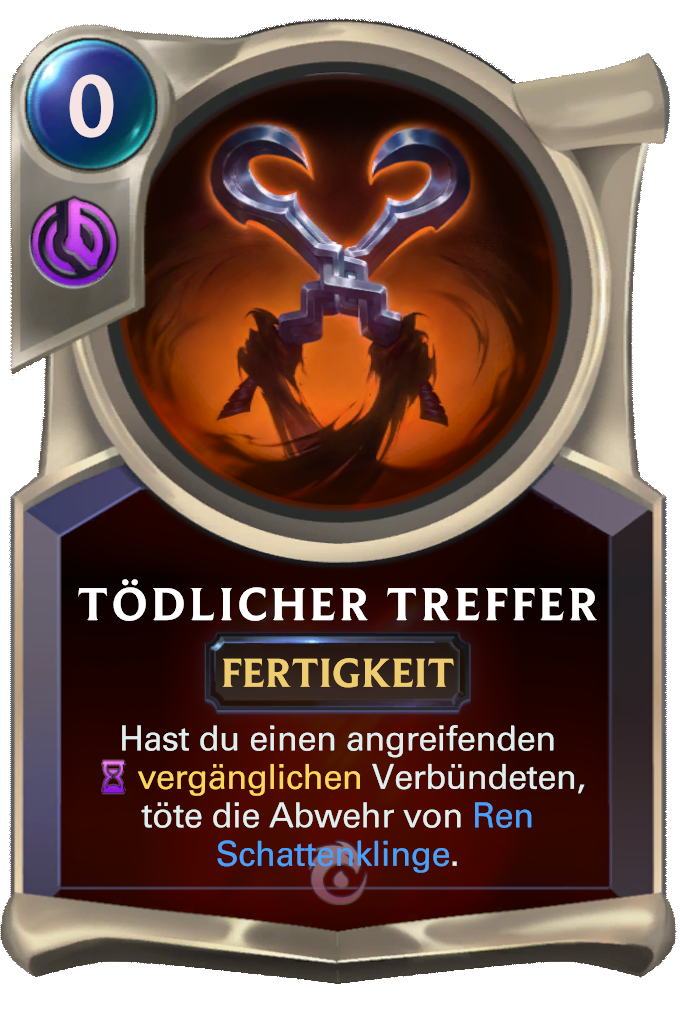 0
TÖDLICHER TREFFER
FERTIGKEIT
Hast du einen angreifenden
vergänglichen Verbündeten,
töte die Abwehr von Ren
Schattenklinge.